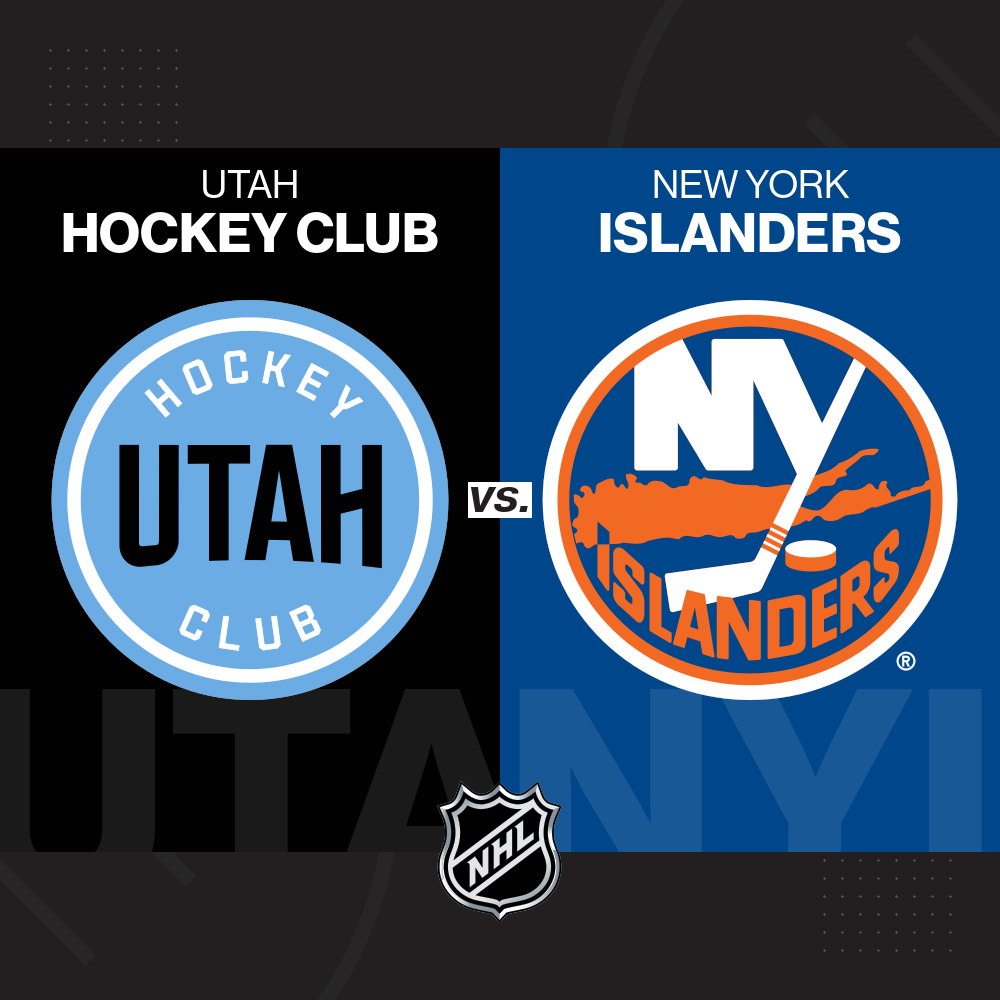 UTAH
HOCKEY CLUB
NEW YORK
ISLANDERS
HOCKEY
UTAH
CLUB
VS.
NY
ISLANDERS
®
UTA
NYI
NHL